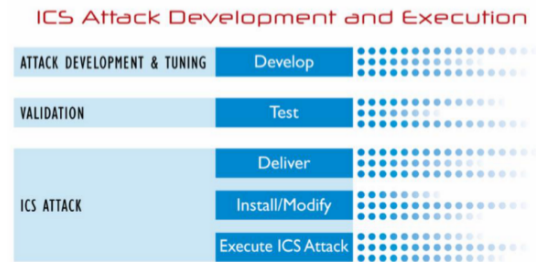 ICS Attack Development and Execution
ATTACK DEVELOPMENT & TUNING Develop
VALIDATION Test
Deliver
ICS ATTACK Install/Modify
Execute ICS Attack